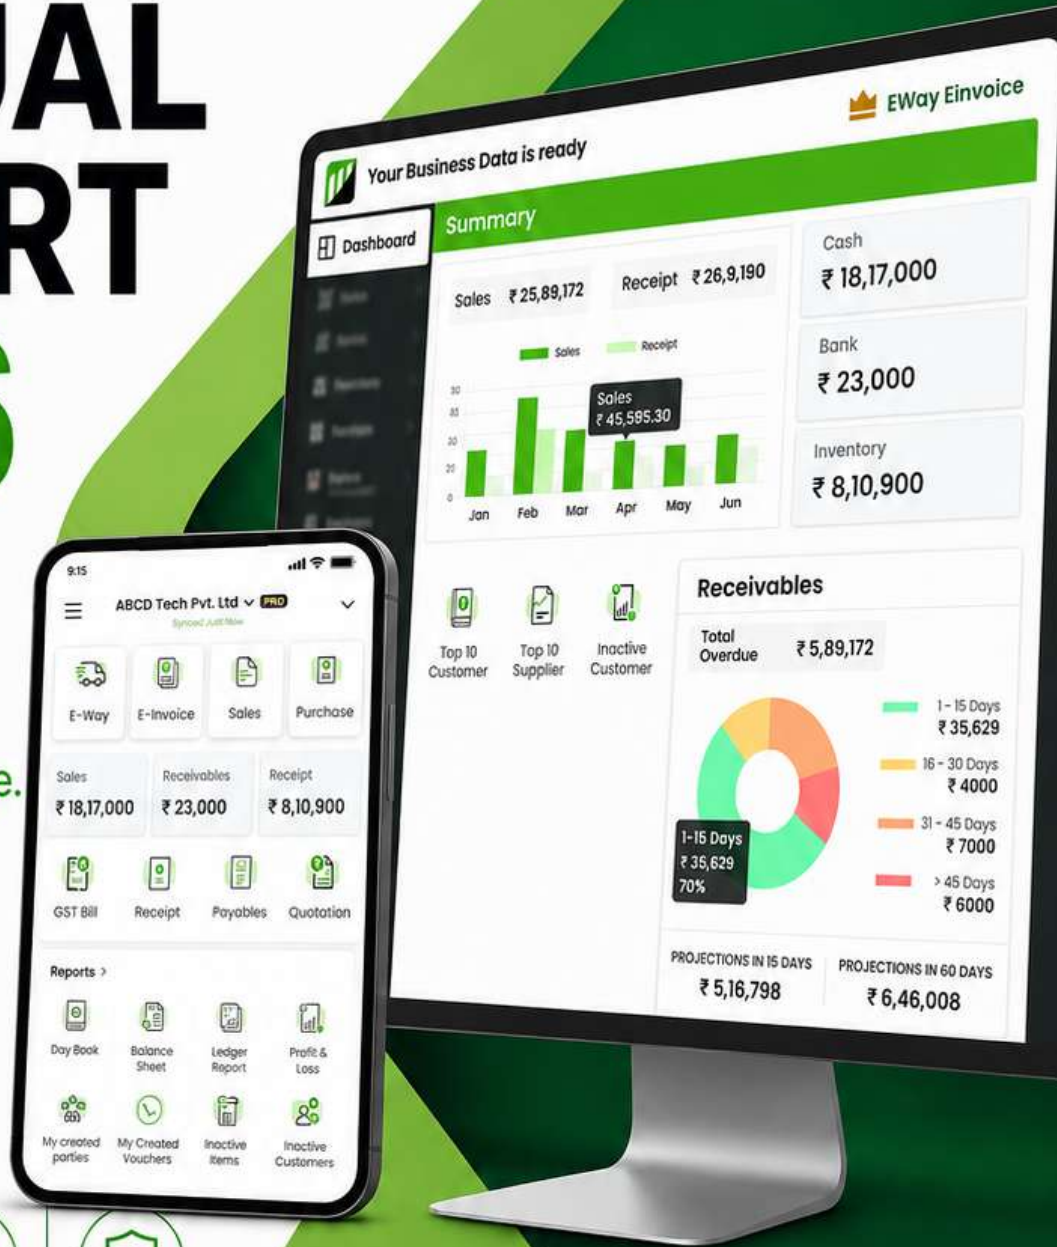 UAL
RT
S
e.
Your Business Data is ready
EWay Einvoice
Dashboard
Summary
Sales ₹ 25,89,172
Receipt ₹ 26,9,190
Cash
₹ 18,17,000
Bank
₹ 23,000
Inventory
₹ 8,10,900
Sales
Receipt
Sales
₹ 45,595.30
20
0
Jan Feb Mar Apr May Jun
Top 10
Customer
Top 10
Supplier
Inactive
Customer
Receivables
Total
Overdue
₹ 5,89,172
1 - 15 Days
₹ 35,629
16 - 30 Days
₹ 4000
31 - 45 Days
₹ 7000
> 45 Days
₹ 6000
1-15 Days
₹ 35,629
70%
PROJECTIONS IN 15 DAYS
₹ 5,16,798
PROJECTIONS IN 60 DAYS
₹ 6,46,008
9:15
ABCD Tech Pvt. Ltd PRO
Synced Just Now
E-Way
E-Invoice
Sales
Purchase
Sales
₹ 18,17,000
Receivables
₹ 23,000
Receipt
₹ 8,10,900
GST Bill
Receipt
Payables
Quotation
Reports >
Day Book
Balance
Sheet
Ledger
Report
Profit &
Loss
My created
parties
My Created
Vouchers
Inactive
Items
Inactive
Customers